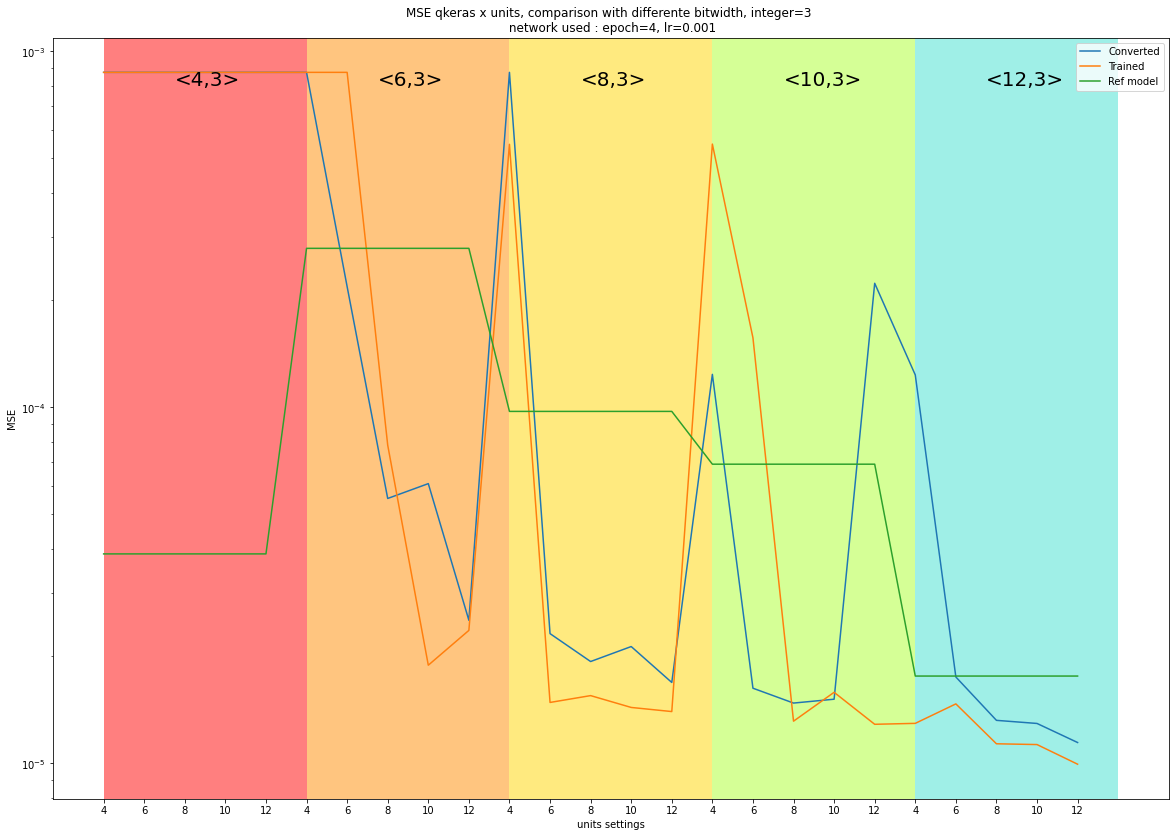 MSE qkeras x units, comparison with differente bitwidth, integer=3
network used : epoch=4, lr=0.001
10⁻³
Converted
Trained
Ref model
<4,3> <6,3> <8,3> <10,3> <12,3>
10⁻⁴
MSE
10⁻⁵
4 6 8 10 12 4 6 8 10 12 4 6 8 10 12 4 6 8 10 12 4 6 8 10 12
units settings